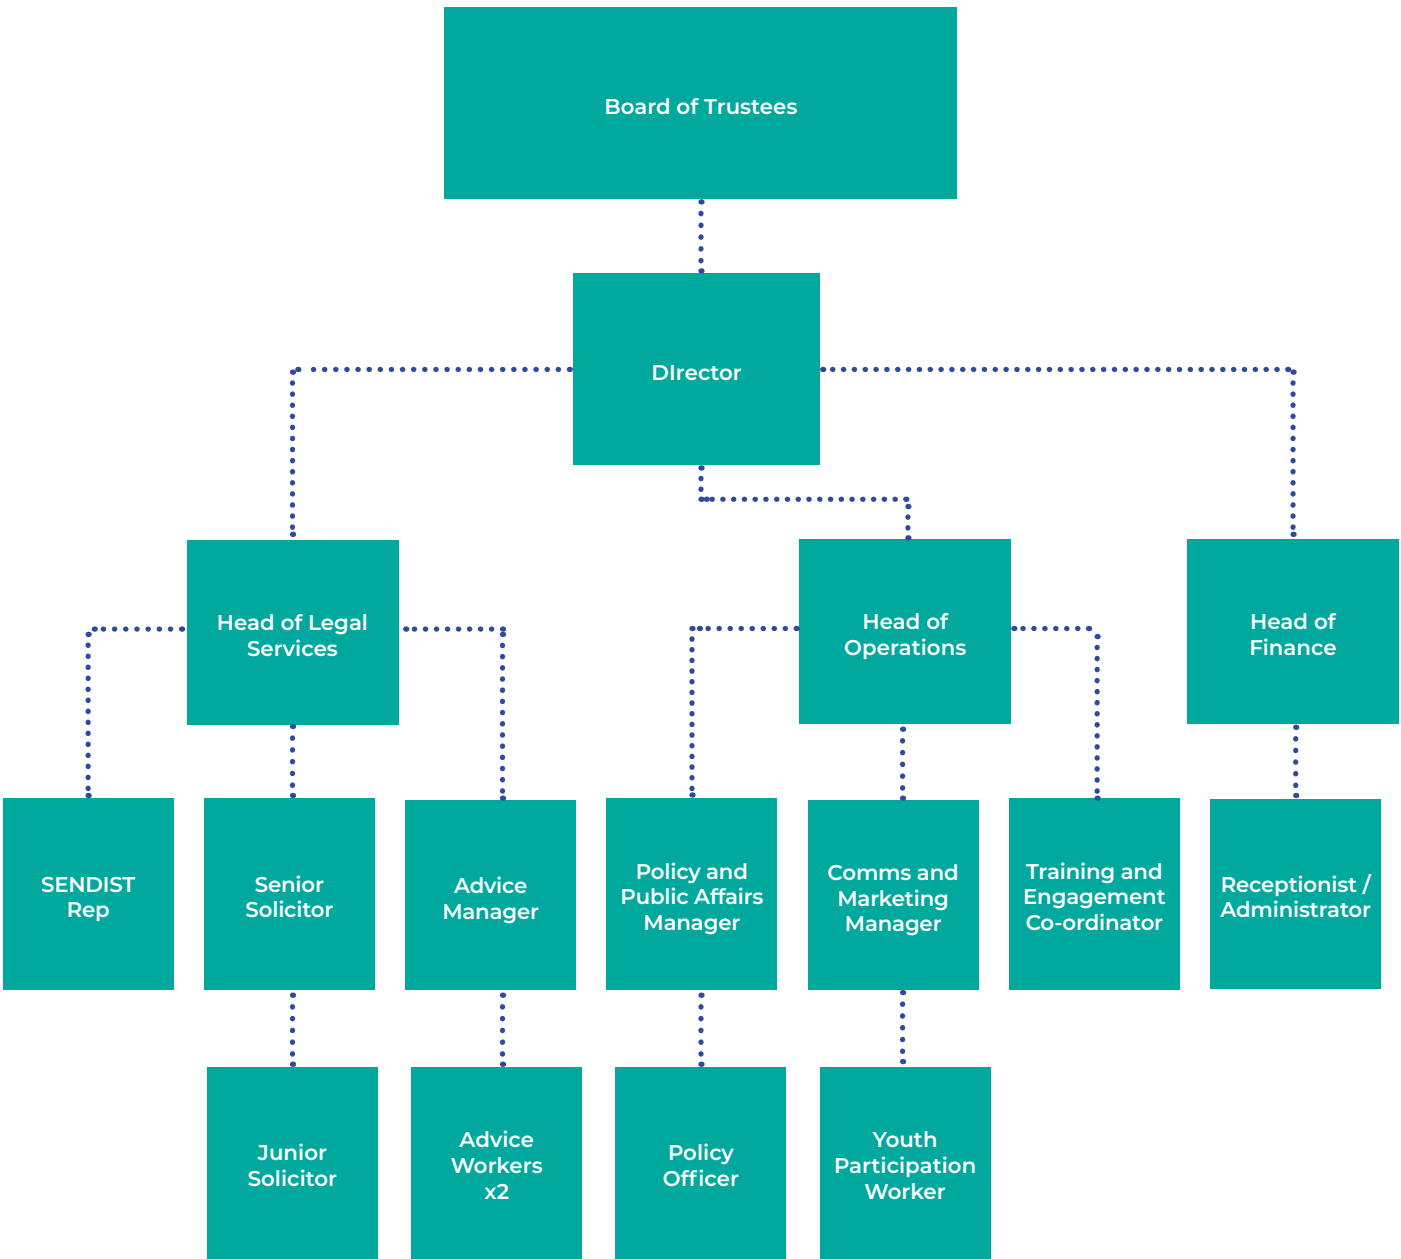 Board of Trustees
DIrector
Head of Legal
Services
Head of
Operations
Head of
Finance
SENDIST
Rep
Senior
Solicitor
Advice
Manager
Policy and
Public Affairs
Manager
Comms and
Marketing
Manager
Training and
Engagement
Co-ordinator
Receptionist /
Administrator
Junior
Solicitor
Advice
Workers
x2
Policy
Officer
Youth
Participation
Worker